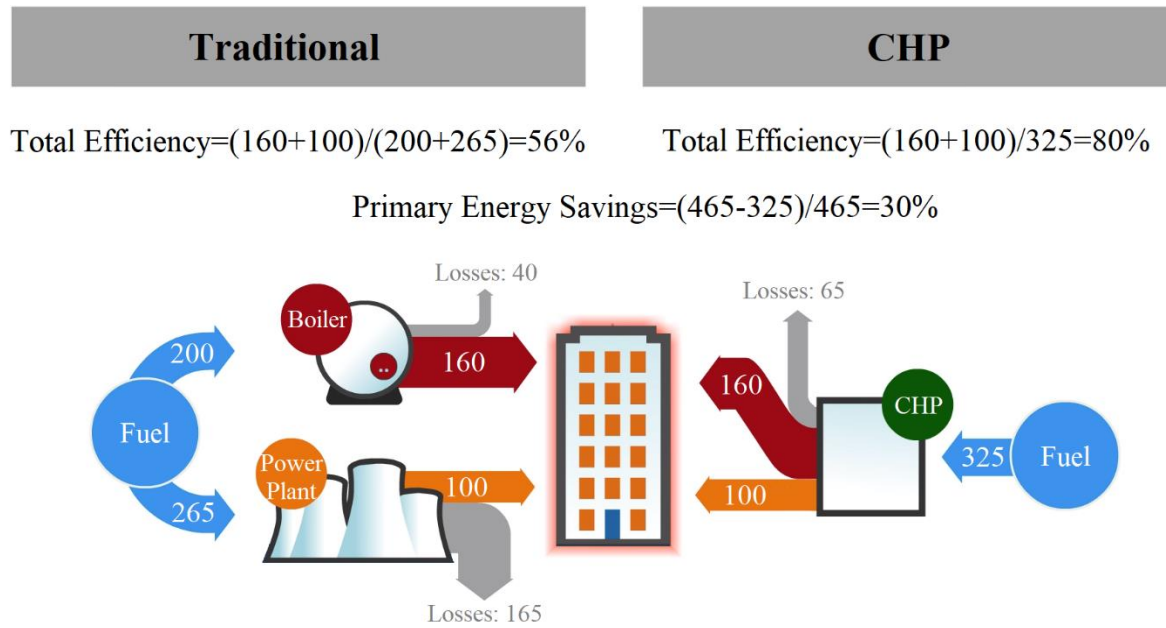 Traditional
CHP
Total Efficiency=(160+100)/(200+265)=56%
Total Efficiency=(160+100)/325=80%
Primary Energy Savings=(465-325)/465=30%
Losses: 40
Losses: 65
Boiler
200
160
160
CHP
Fuel
Power
Plant
100
100
325
Fuel
265
Losses: 165